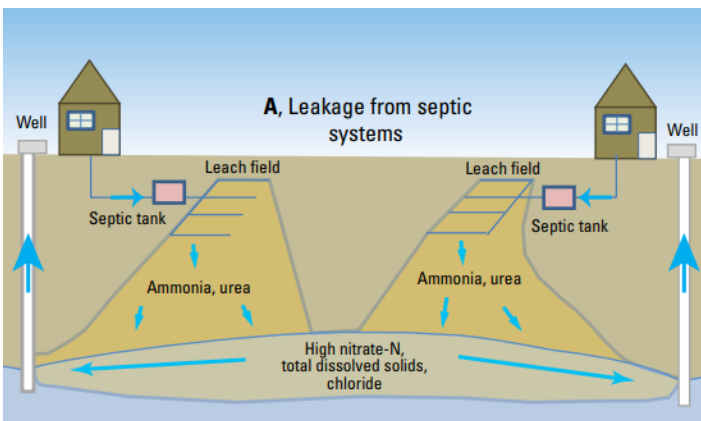 A, Leakage from septic
systems
Well
Well
Leach field
Leach field
Septic tank
Septic tank
Ammonia, urea
Ammonia, urea
High nitrate-N,
total dissolved solids,
chloride